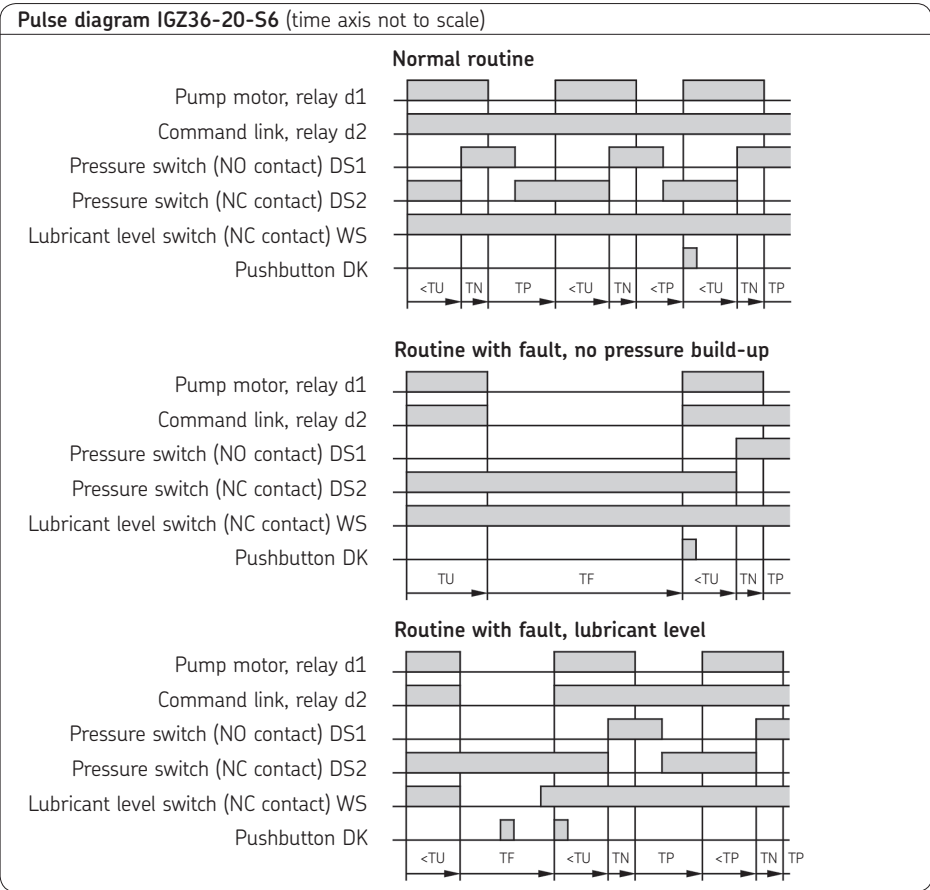 Pulse diagram IGZ36-20-S6 (time axis not to scale)
Normal routine
Pump motor, relay d1
Command link, relay d2
Pressure switch (NO contact) DS1
Pressure switch (NC contact) DS2
Lubricant level switch (NC contact) WS
Pushbutton DK
<TU TN TP <TU TN <TP <TU TN TP
Routine with fault, no pressure build-up
Pump motor, relay d1
Command link, relay d2
Pressure switch (NO contact) DS1
Pressure switch (NC contact) DS2
Lubricant level switch (NC contact) WS
Pushbutton DK
TU TF <TU TN TP
Routine with fault, lubricant level
Pump motor, relay d1
Command link, relay d2
Pressure switch (NO contact) DS1
Pressure switch (NC contact) DS2
Lubricant level switch (NC contact) WS
Pushbutton DK
<TU TF <TU TN TP <TP TN TP